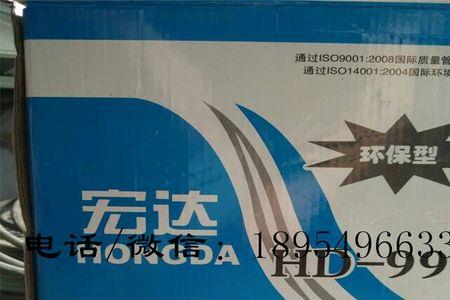 通过ISO9001:2008国际质量管
通过ISO14001:2004国际环境
环保型
宏达
电话/微信: 1895496633
HONGDA
HD-99